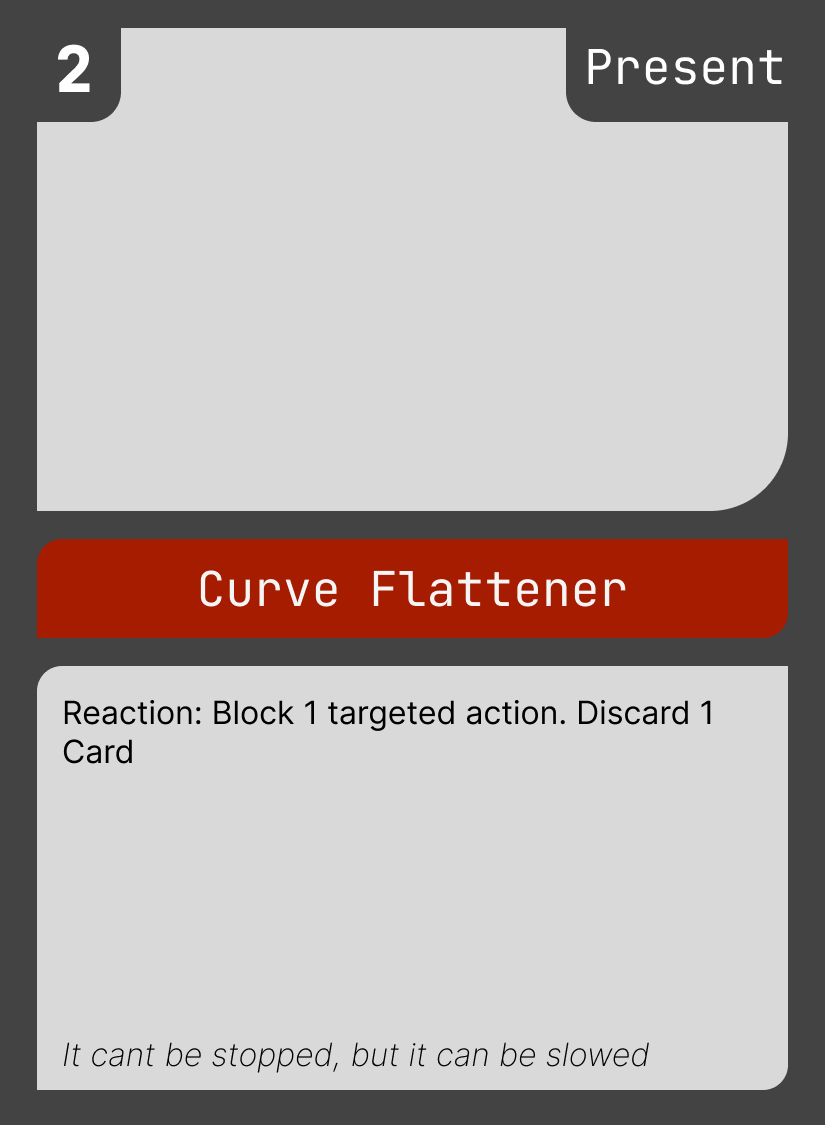 2
Present
Curve Flattener
Reaction: Block 1 targeted action. Discard 1
Card
It cant be stopped, but it can be slowed